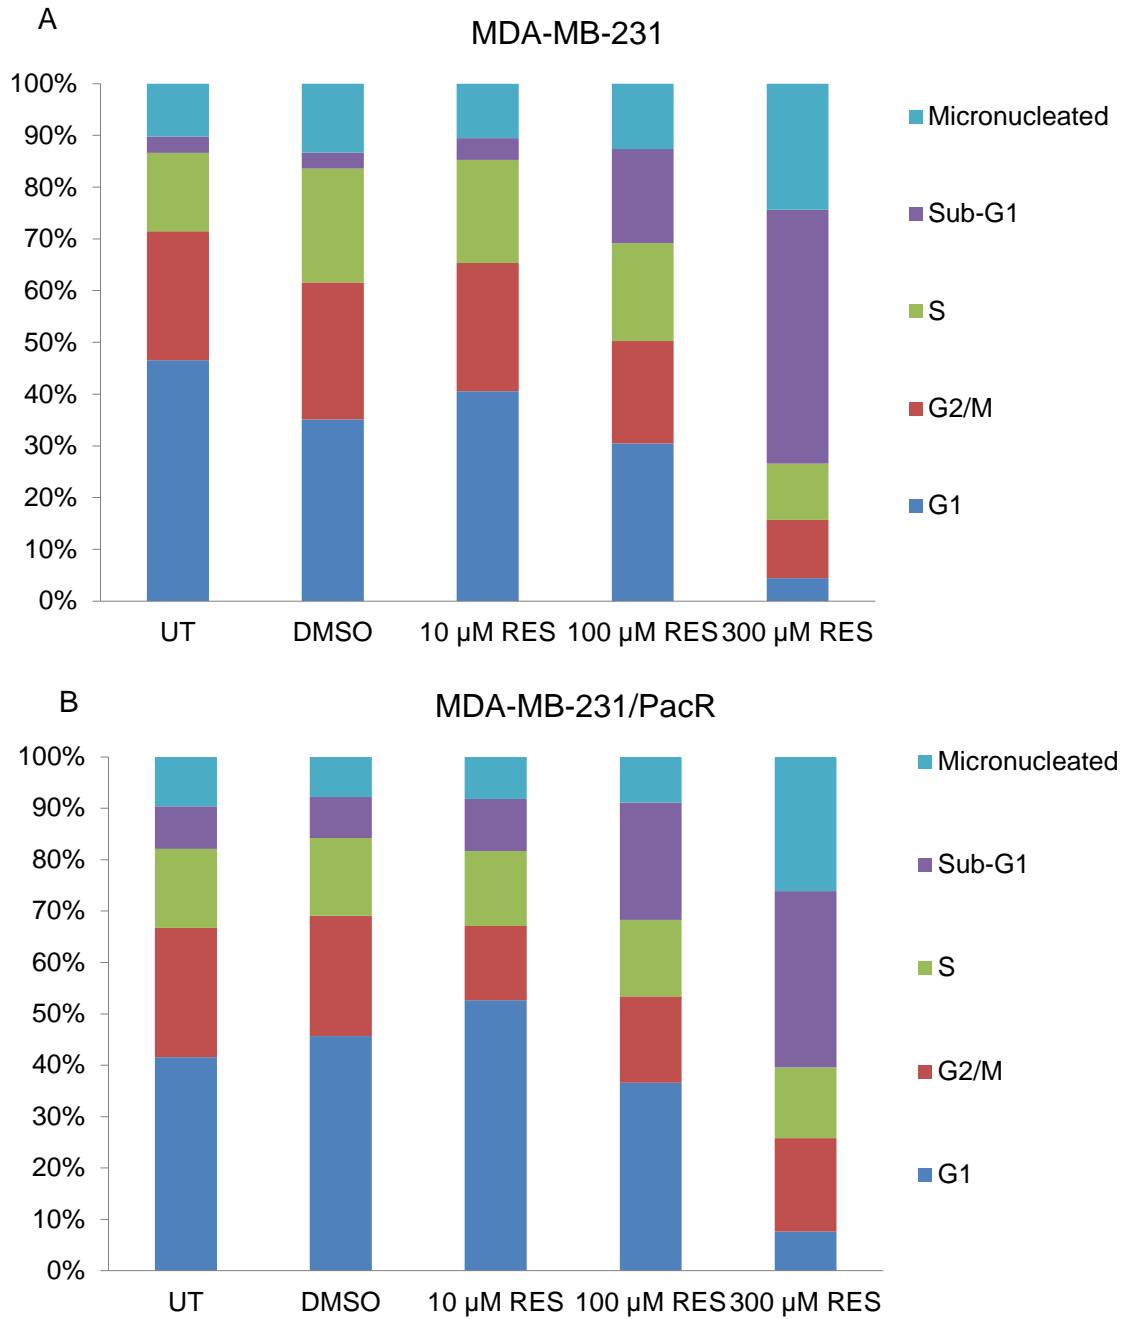 A
MDA-MB-231
100%
90%
80%
70%
60%
50%
40%
30%
20%
10%
0%
UT DMSO 10 µM RES 100 µM RES 300 µM RES
Micronucleated
Sub-G1
S
G2/M
G1
B
MDA-MB-231/PacR
100%
90%
80%
70%
60%
50%
40%
30%
20%
10%
0%
UT DMSO 10 µM RES 100 µM RES 300 µM RES
Micronucleated
Sub-G1
S
G2/M
G1